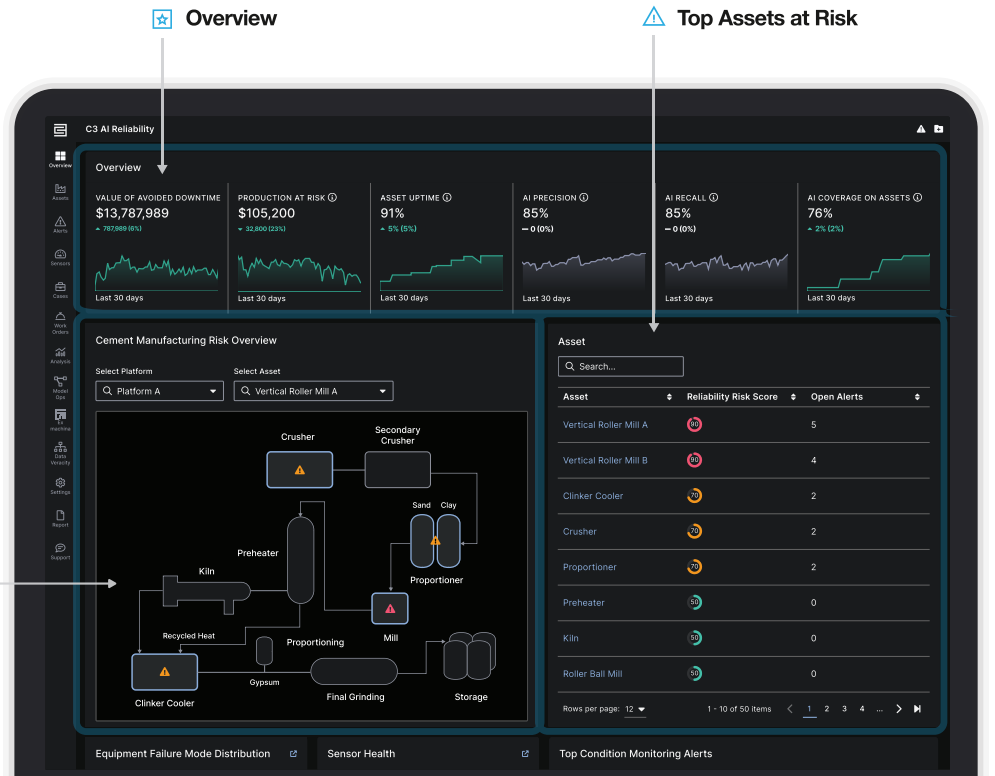 Overview
Top Assets at Risk
C3 AI Reliability
Overview
Assets
Alerts
Sensors
Cases
Work
Orders
Analysis
Model
Ops
Ex
machina
Data
Veracity
Settings
Report
Support
Overview
VALUE OF AVOIDED DOWNTIME
$13,787,989
787,989 (6%)
Last 30 days
PRODUCTION AT RISK
$105,200
32,800 (23%)
Last 30 days
ASSET UPTIME
91%
5% (5%)
Last 30 days
AI PRECISION
85%
0 (0%)
Last 30 days
AI RECALL
85%
0 (0%)
Last 30 days
AI COVERAGE ON ASSETS
76%
2% (2%)
Last 30 days
Cement Manufacturing Risk Overview
Select Platform
Platform A
Select Asset
Vertical Roller Mill A
Crusher
Secondary
Crusher
Sand
Clay
Preheater
Proportioner
Kiln
Mill
Recycled Heat
Proportioning
Gypsum
Clinker Cooler
Final Grinding
Storage
Asset
Search...
Asset Reliability Risk Score Open Alerts
Vertical Roller Mill A 90 5
Vertical Roller Mill B 90 4
Clinker Cooler 70 2
Crusher 70 2
Proportioner 70 2
Preheater 50 0
Kiln 50 0
Roller Ball Mill 50 0
Rows per page: 12 1 - 10 of 50 items 1 2 3 4 ...
Equipment Failure Mode Distribution
Sensor Health
Top Condition Monitoring Alerts